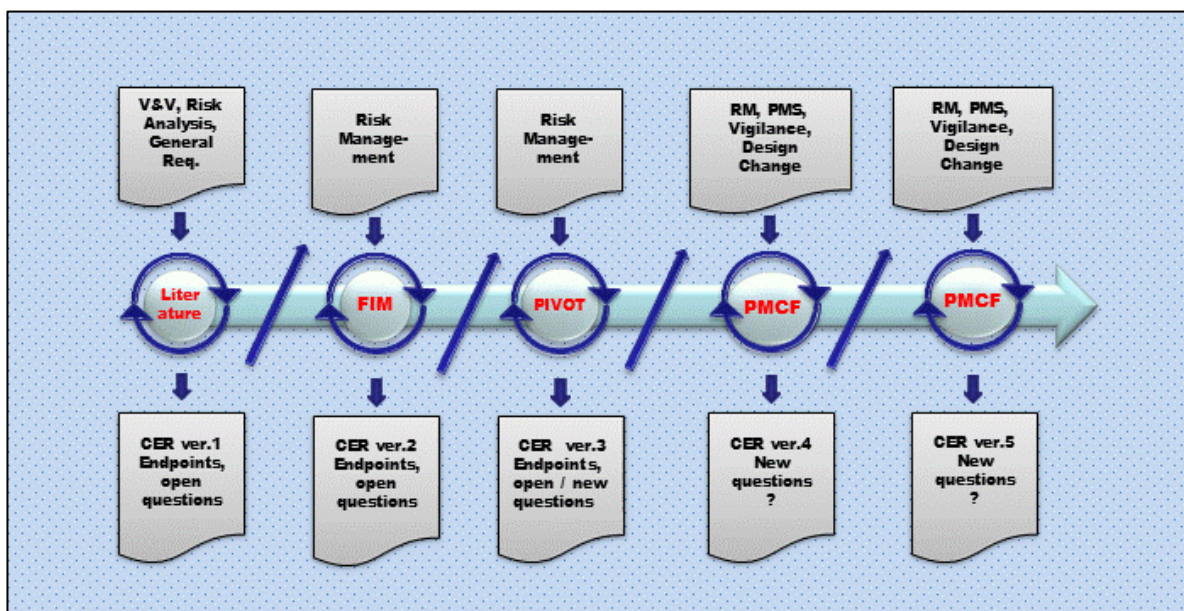 V&V, Risk
Analysis,
General
Req.
Risk
Manage-
ment
Risk
Manage-
ment
RM, PMS,
Vigilance,
Design
Change
RM, PMS,
Vigilance,
Design
Change
Liter
ature
FIM
PIVOT
PMCF
PMCF
CER ver.1
Endpoints,
open
questions
CER ver.2
Endpoints,
open
questions
CER ver.3
Endpoints,
open / new
questions
CER ver.4
New
questions
?
CER ver.5
New
questions
?